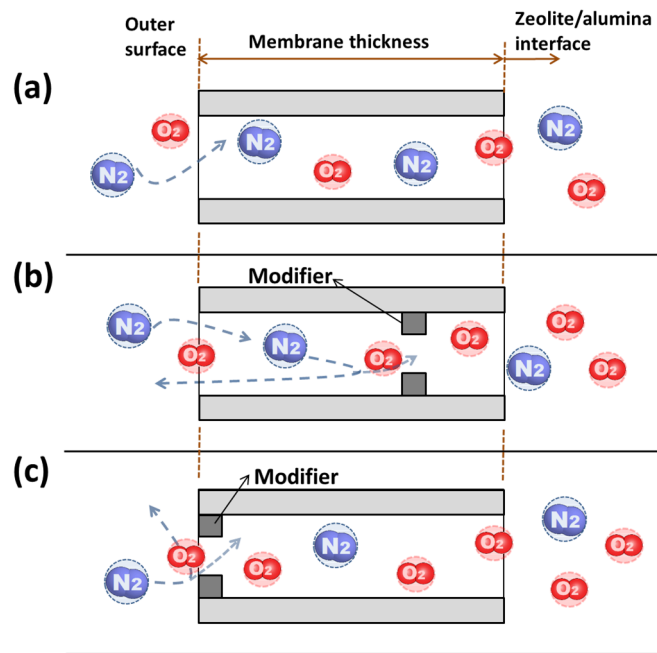 Outer
surface
Membrane thickness
Zeolite/alumina
interface
(a)
O2
N2
N2
O2
N2
O2
N2
O2
(b)
Modifier
N2
O2
N2
O2
O2
O2
N2
O2
(c)
Modifier
N2
O2
O2
N2
O2
O2
N2
O2
O2